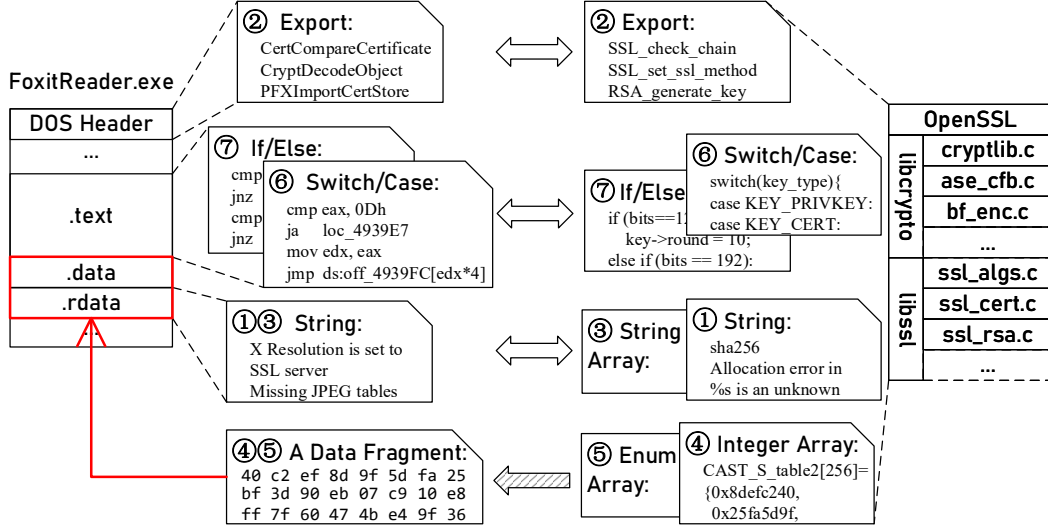 FoxitReader.exe
DOS Header
...
.text
.data
.rdata
...
② Export:
CertCompareCertificate
CryptDecodeObject
PFXImportCertStore
⑦ If/Else:
cmp
jnz
cmp
jnz
⑥ Switch/Case:
cmp eax, 0Dh
ja loc_4939E7
mov edx, eax
jmp ds:off_4939FC[edx*4]
①③ String:
X Resolution is set to
SSL server
Missing JPEG tables
④⑤ A Data Fragment:
40 c2 ef 8d 9f 5d fa 25
bf 3d 90 eb 07 c9 10 e8
ff 7f 60 47 4b e4 9f 36
② Export:
SSL_check_chain
SSL_set_ssl_method
RSA_generate_key
⑦ If/Else
if (bits==12
key->round = 10;
else if (bits == 192):
⑥ Switch/Case:
switch(key_type){
case KEY_PRIVKEY:
case KEY_CERT:
③ String
Array:
① String:
sha256
Allocation error in
%s is an unknown
⑤ Enum
Array:
④ Integer Array:
CAST_S_table2[256]=
{0x8defc240,
0x25fa5d9f,
OpenSSL
libcrypto
cryptlib.c
ase_cfb.c
bf_enc.c
...
libssl
ssl_algs.c
ssl_cert.c
ssl_rsa.c
...